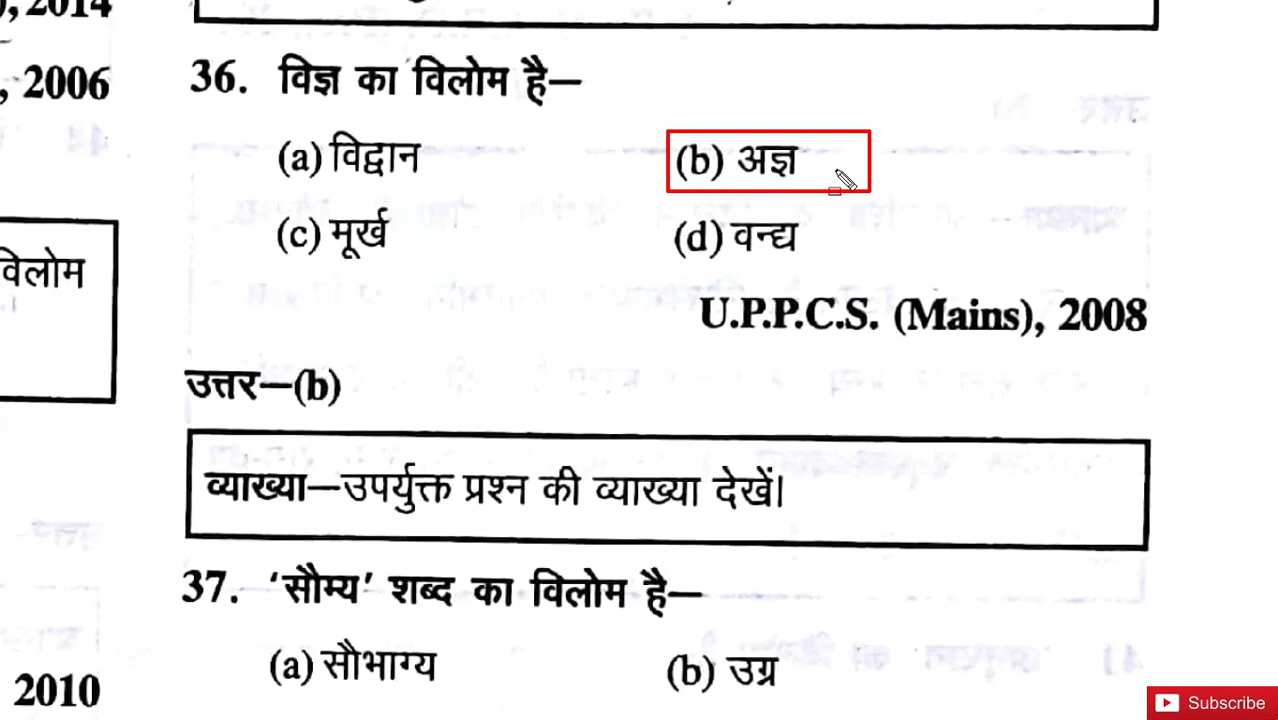 , 2014
, 2006
विलोम
2010
36. विज्ञ का विलोम है—
(a) विद्वान (b) अज्ञ
(c) मूर्ख (d) वन्द्य
U.P.P.C.S. (Mains), 2008
उत्तर—(b)
व्याख्या—उपर्युक्त प्रश्न की व्याख्या देखें।
37. ‘सौम्य’ शब्द का विलोम है—
(a) सौभाग्य (b) उग्र
Subscribe